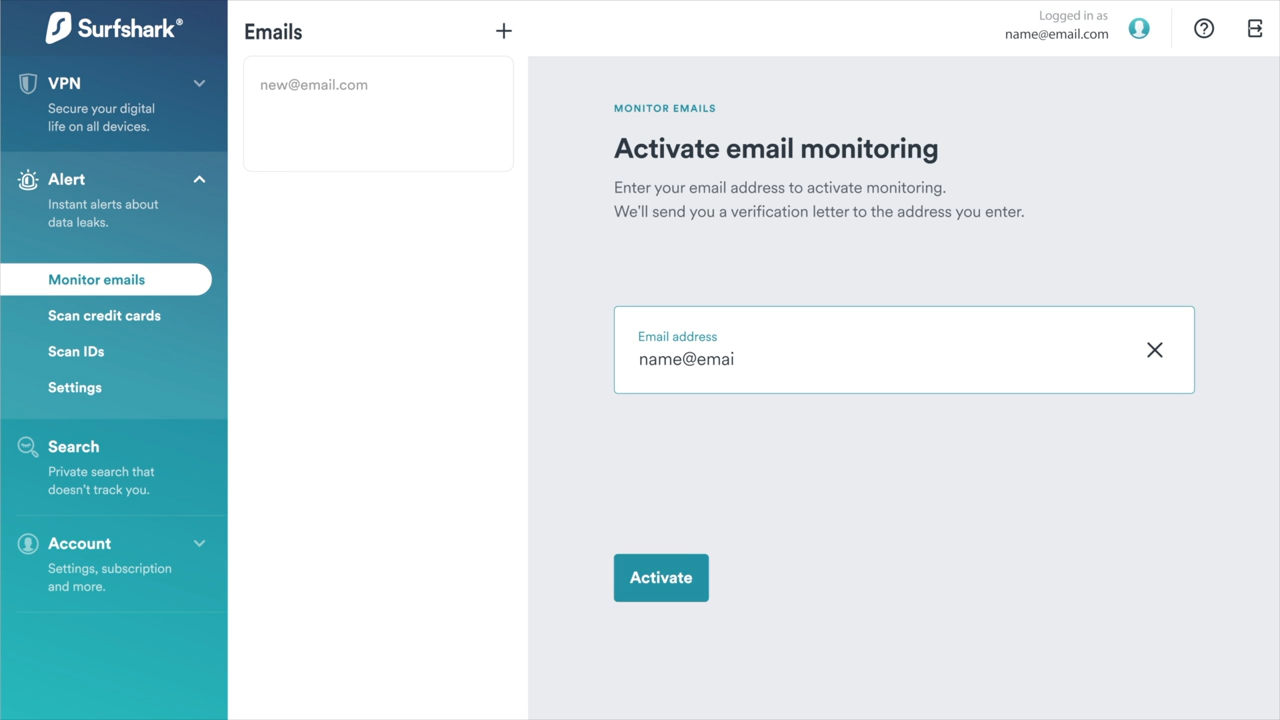 Surfshark®
VPN
Secure your digital
life on all devices.
Alert
Instant alerts about
data leaks.
Monitor emails
Scan credit cards
Scan IDs
Settings
Search
Private search that
doesn't track you.
Account
Settings, subscription
and more.
Emails
new@email.com
Logged in as
name@email.com
MONITOR EMAILS
Activate email monitoring
Enter your email address to activate monitoring.
We'll send you a verification letter to the address you enter.
Email address
name@emai
Activate